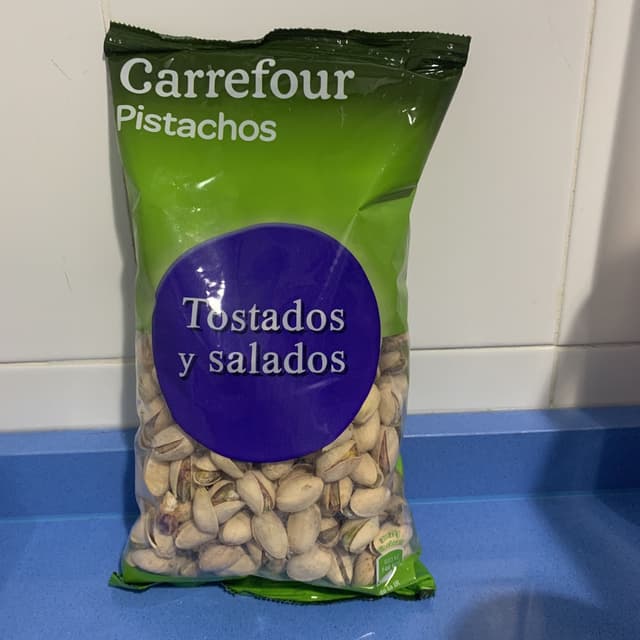 Carrefour
Pistachos
Tostados
y salados